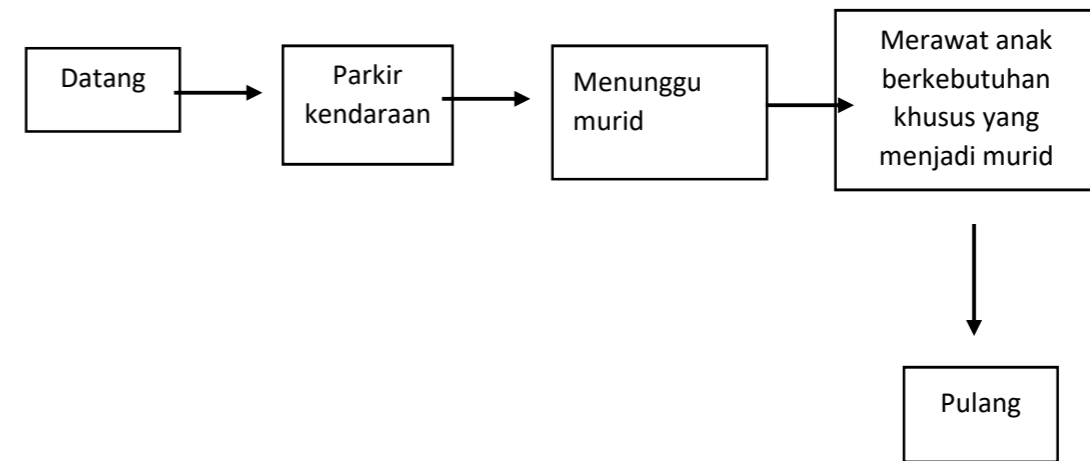 Datang
Parkir
kendaraan
Menunggu
murid
Merawat anak
berkebutuhan
khusus yang
menjadi murid
Pulang